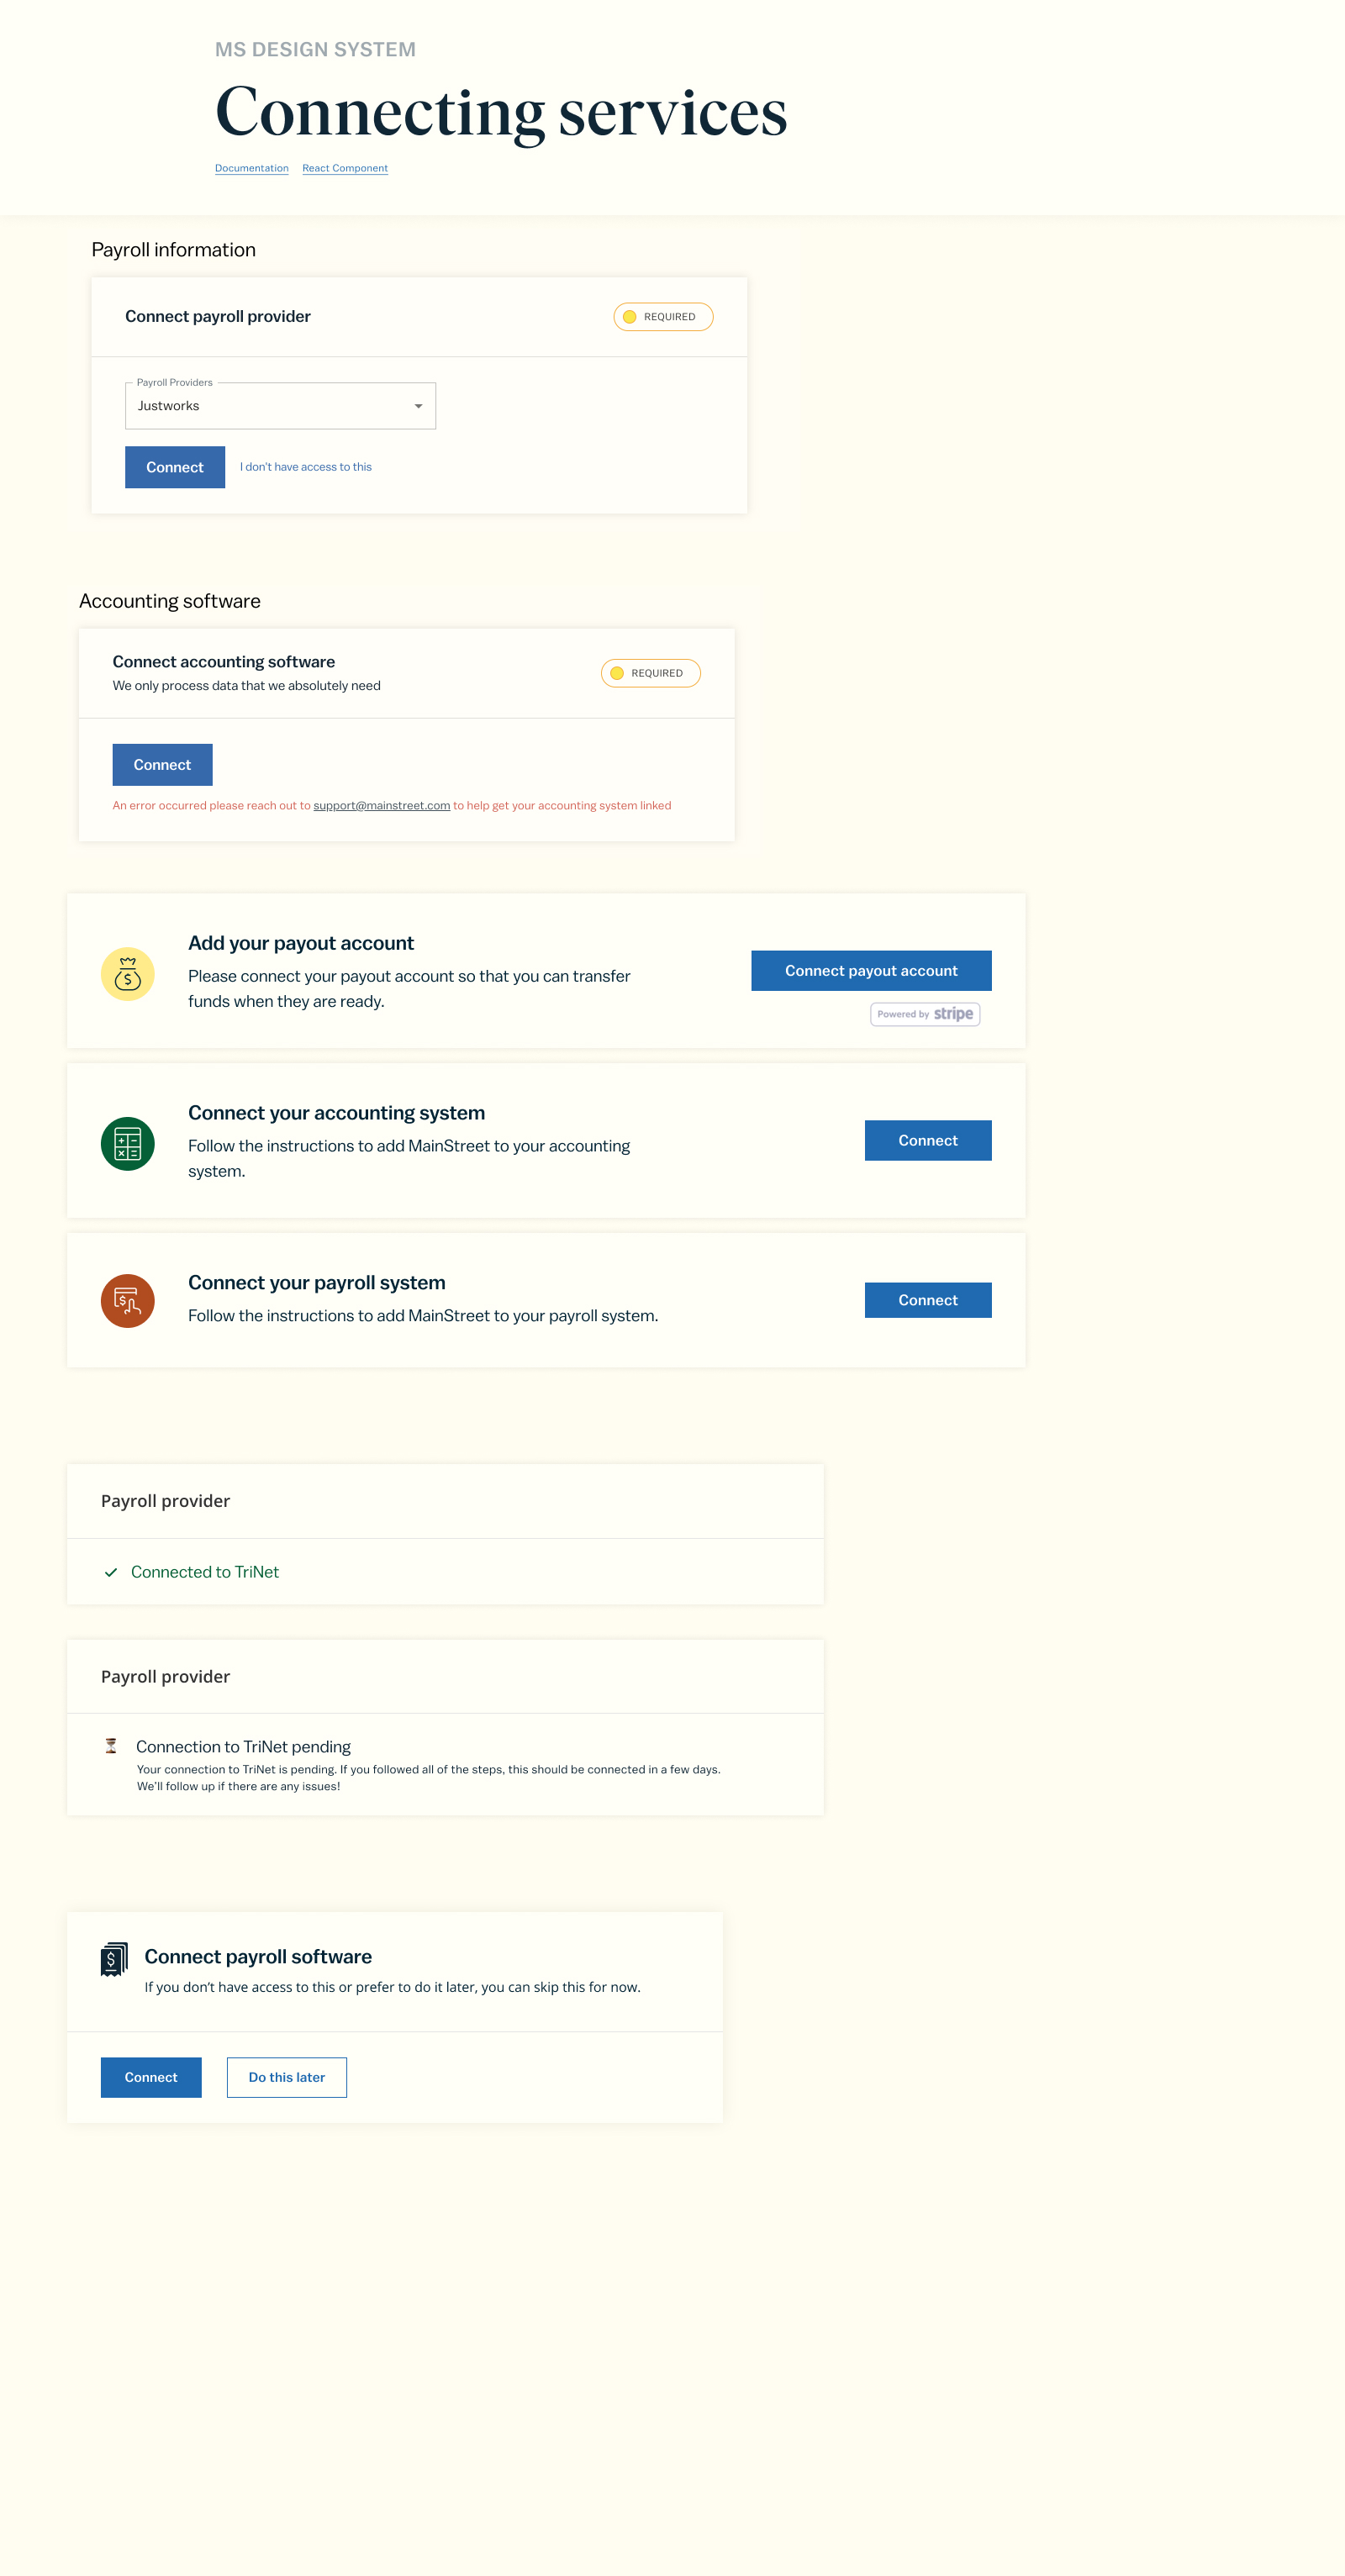 MS DESIGN SYSTEM
Connecting services
Documentation React Component
Payroll information
Connect payroll provider
REQUIRED
Payroll Providers
Justworks
Connect
I don't have access to this
Accounting software
Connect accounting software
We only process data that we absolutely need
REQUIRED
Connect
An error occurred please reach out to support@mainstreet.com to help get your accounting system linked
Add your payout account
Please connect your payout account so that you can transfer
funds when they are ready.
Connect payout account
Powered by stripe
Connect your accounting system
Follow the instructions to add MainStreet to your accounting
system.
Connect
Connect your payroll system
Follow the instructions to add MainStreet to your payroll system.
Connect
Payroll provider
Connected to TriNet
Payroll provider
Connection to TriNet pending
Your connection to TriNet is pending. If you followed all of the steps, this should be connected in a few days.
We'll follow up if there are any issues!
Connect payroll software
If you don’t have access to this or prefer to do it later, you can skip this for now.
Connect
Do this later